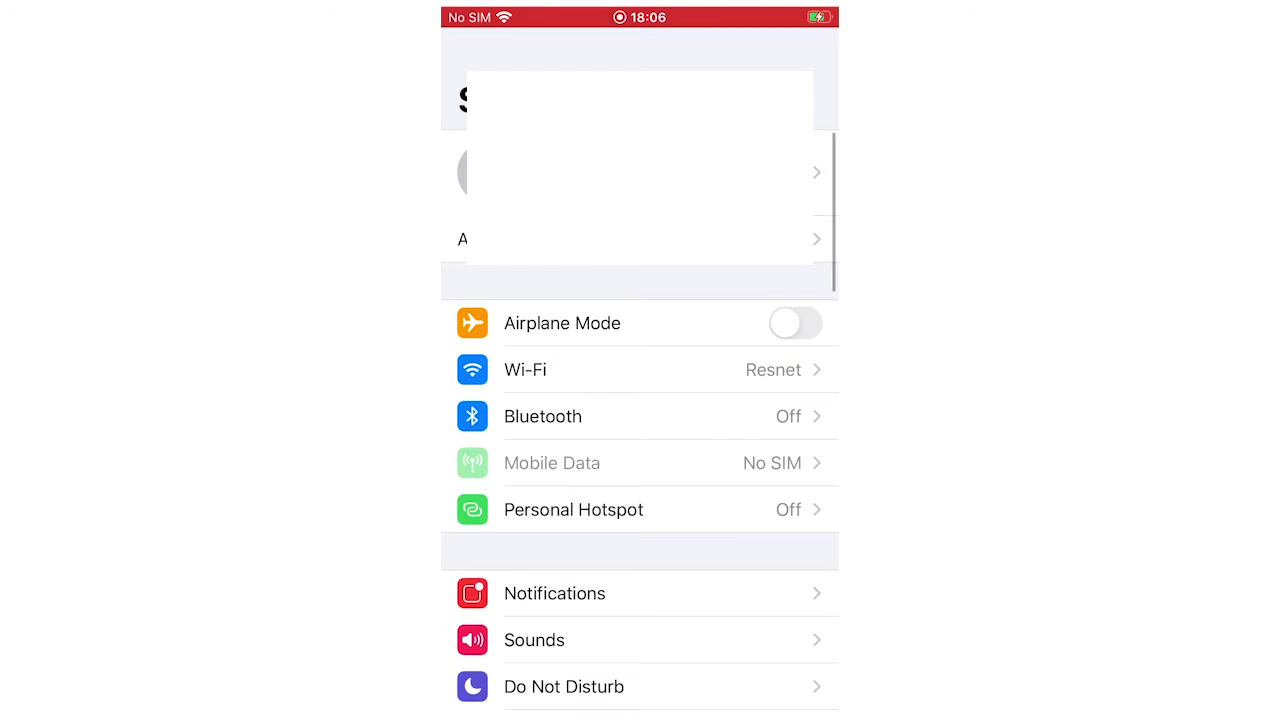 No SIM 18:06
S
A
Airplane Mode
Wi-Fi Resnet
Bluetooth Off
Mobile Data No SIM
Personal Hotspot Off
Notifications
Sounds
Do Not Disturb